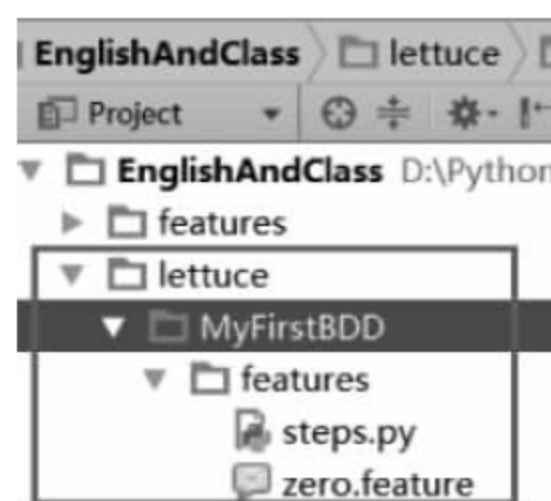 EnglishAndClass lettuce
Project
EnglishAndClass D:\Python
features
lettuce
MyFirstBDD
features
steps.py
zero.feature